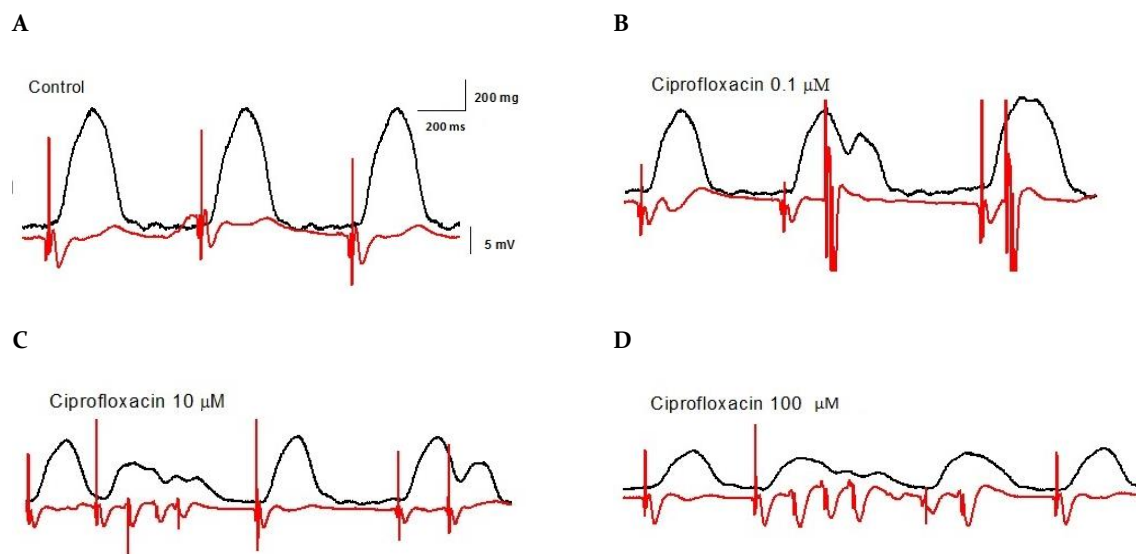 A
B
Control
200 mg
200 ms
5 mV
Ciprofloxacin 0.1 µM
C
D
Ciprofloxacin 10 µM
Ciprofloxacin 100 µM